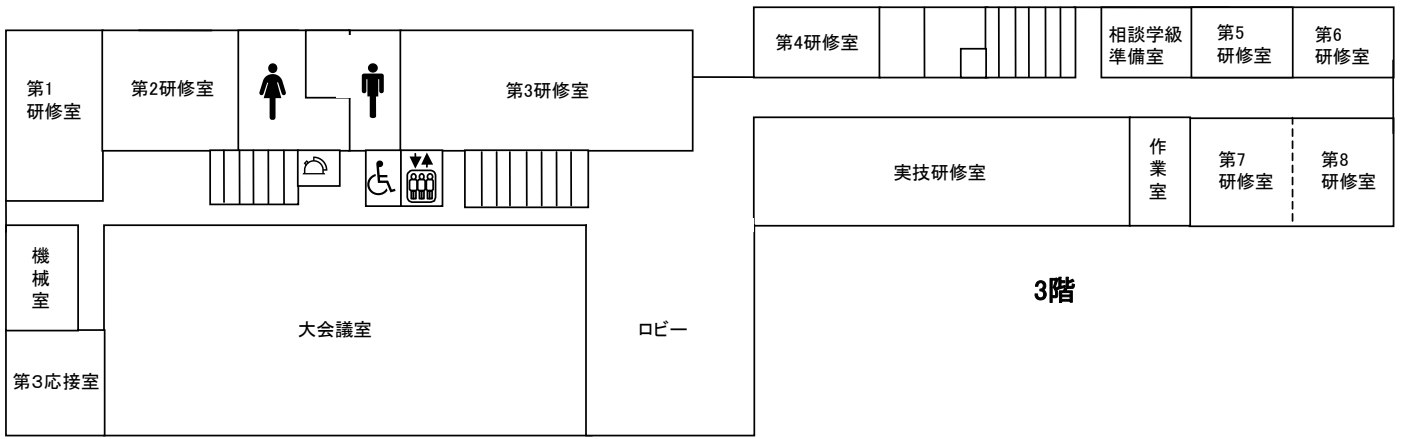 第1
研修室
第2研修室
第3研修室
第4研修室
相談学級
準備室
第5
研修室
第6
研修室
実技研修室
作
業
室
第7
研修室
第8
研修室
機
械
室
大会議室
ロビー
第3応接室
3階